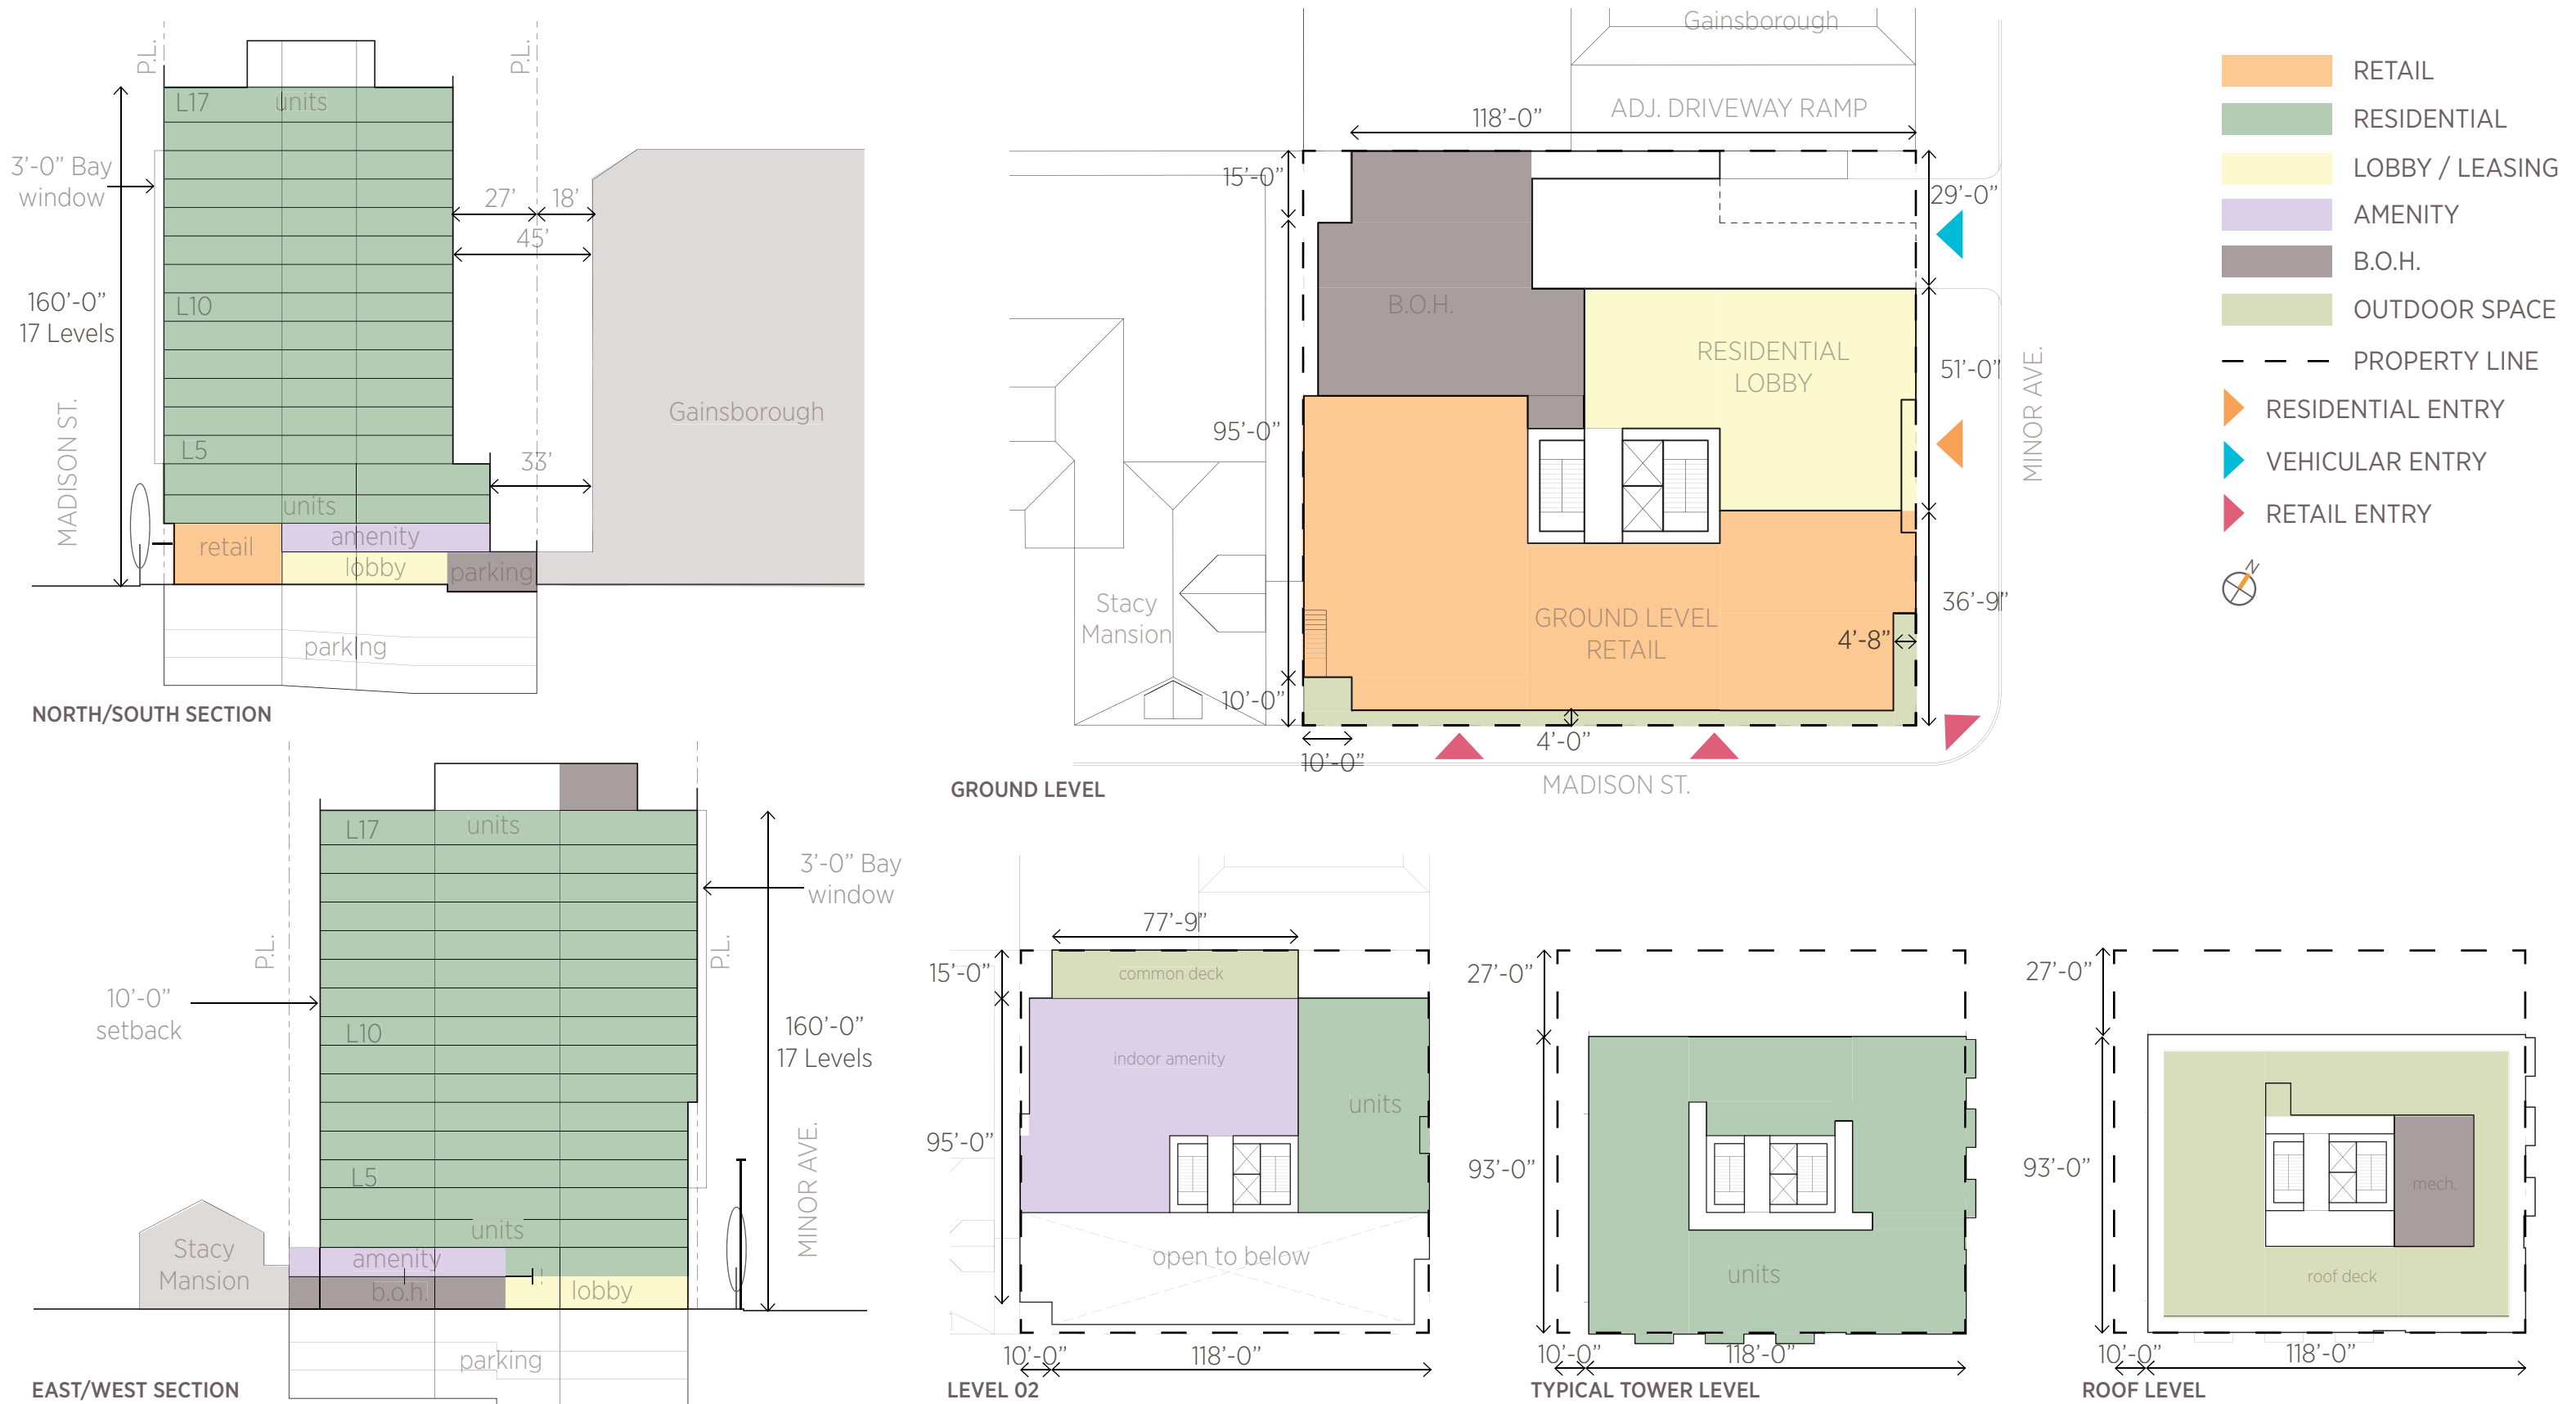 P.L.
P.L.
L17
units
3'-0" Bay
window
27'
18'
45'
160'-0"
17 Levels
L10
Gainsborough
MADISON ST.
L5
33'
units
retail
amenity
lobby
parking
parking
NORTH/SOUTH SECTION
Gainsborough
ADJ. DRIVEWAY RAMP
118'-0"
15'-0"
29'-0"
B.O.H.
RESIDENTIAL
LOBBY
51'-0"
MINOR AVE.
95'-0"
Stacy
Mansion
GROUND LEVEL
RETAIL
36'-9"
4'-8"
10'-0"
4'-0"
10'-0"
MADISON ST.
GROUND LEVEL
RETAIL
RESIDENTIAL
LOBBY / LEASING
AMENITY
B.O.H.
OUTDOOR SPACE
PROPERTY LINE
RESIDENTIAL ENTRY
VEHICULAR ENTRY
RETAIL ENTRY
N
L17
units
3'-0" Bay
window
P.L.
P.L.
10'-0"
setback
L10
160'-0"
17 Levels
L5
MINOR AVE.
units
Stacy
Mansion
amenity
b.o.h.
lobby
parking
EAST/WEST SECTION
77'-9"
15'-0"
common deck
indoor amenity
units
95'-0"
open to below
10'-0"
118'-0"
LEVEL 02
27'-0"
93'-0"
units
10'-0"
118'-0"
TYPICAL TOWER LEVEL
27'-0"
93'-0"
mech.
roof deck
10'-0"
118'-0"
ROOF LEVEL